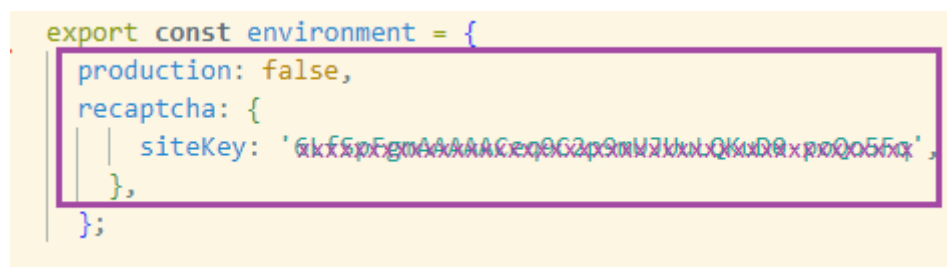 export const environment = {
production: false,
recaptcha: {
siteKey: '
},
};